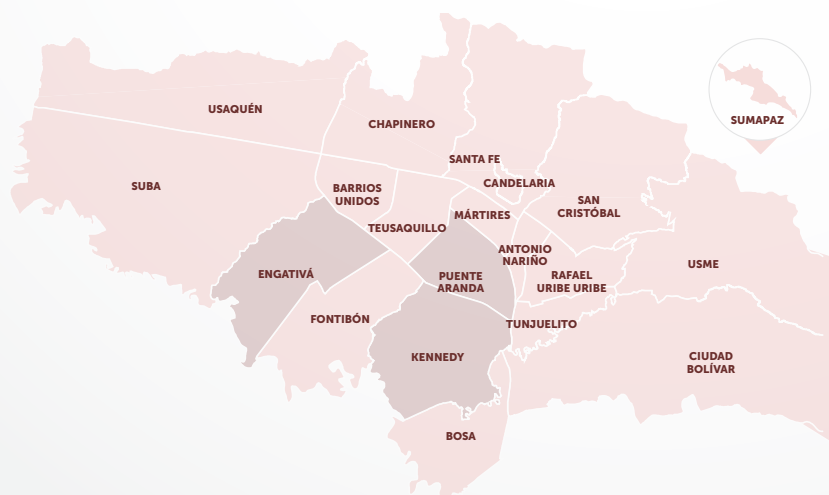 USAQUÉN
CHAPINERO
SUMAPAZ
SANTA FE
CANDELARIA
SUBA
BARRIOS
UNIDOS
SAN
CRISTÓBAL
MÁRTIRES
TEUSAQUILLO
ANTONIO
NARIÑO
USME
ENGATIVÁ
PUENTE
ARANDA
RAFAEL
URIBE URIBE
FONTIBÓN
TUNJUELITO
KENNEDY
CIUDAD
BOLÍVAR
BOSA